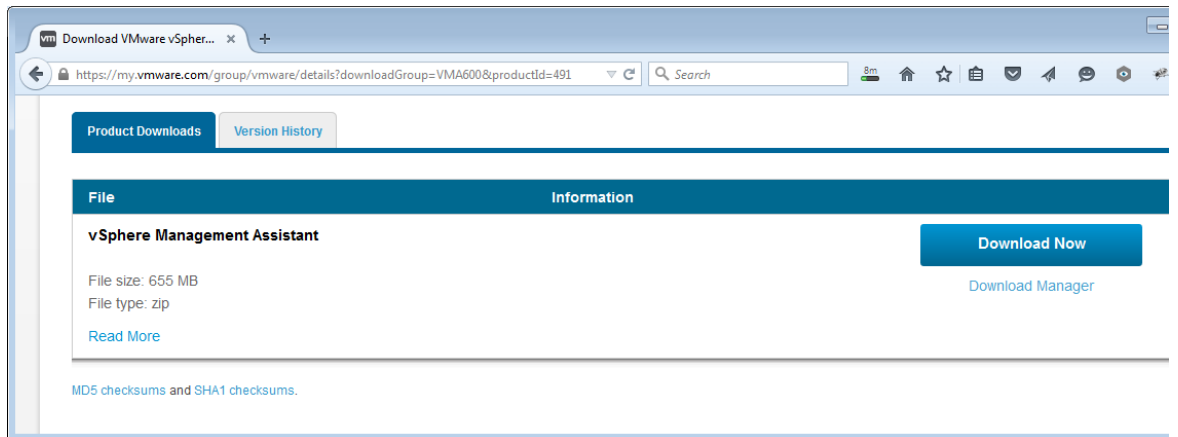 vm Download VMware vSpher... × +
https://my.vmware.com/group/vmware/details?downloadGroup=VMA600&productId=491 Search 8m
Product Downloads Version History
File Information
vSphere Management Assistant
Download Now
File size: 655 MB
Download Manager
File type: zip
Read More
MD5 checksums and SHA1 checksums.